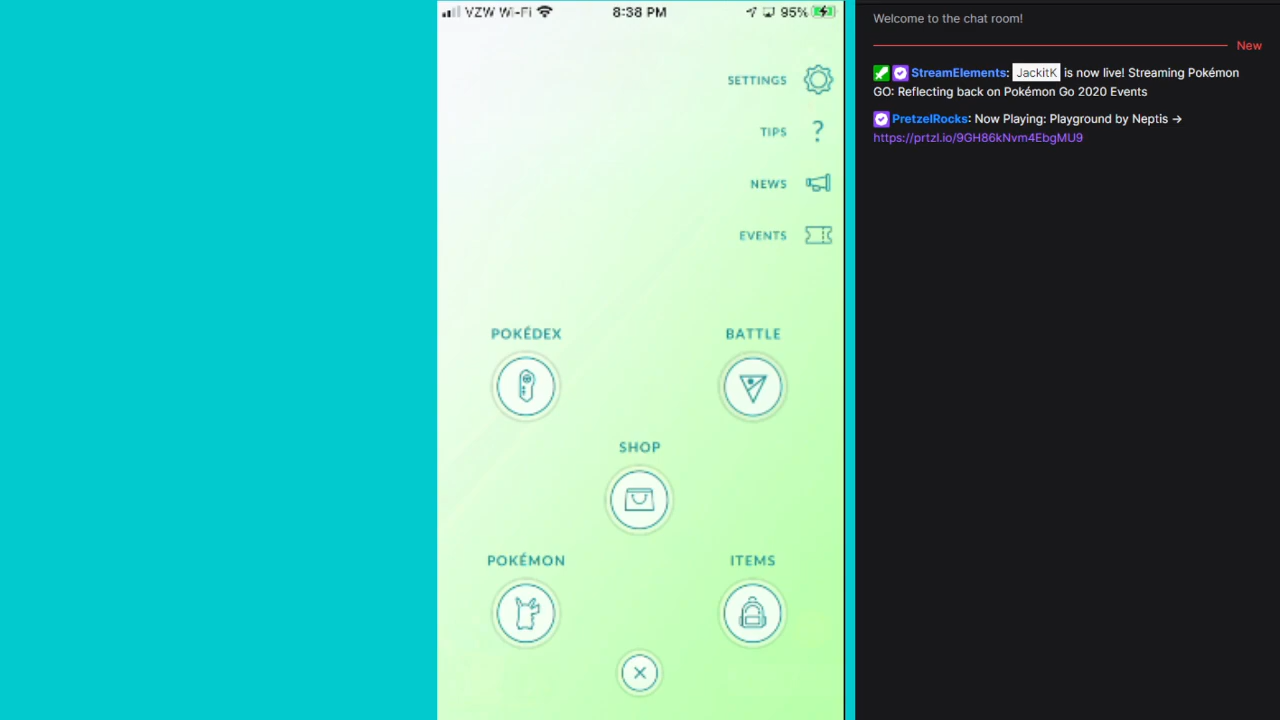 VZW Wi-Fi
8:38 PM
95%
SETTINGS
TIPS
?
NEWS
EVENTS
POKÉDEX
BATTLE
SHOP
POKÉMON
ITEMS
Welcome to the chat room!
New
StreamElements: JackitK is now live! Streaming Pokémon
GO: Reflecting back on Pokémon Go 2020 Events
PretzelRocks: Now Playing: Playground by Neptis →
https://prtzl.io/9GH86kNvm4EbgMU9